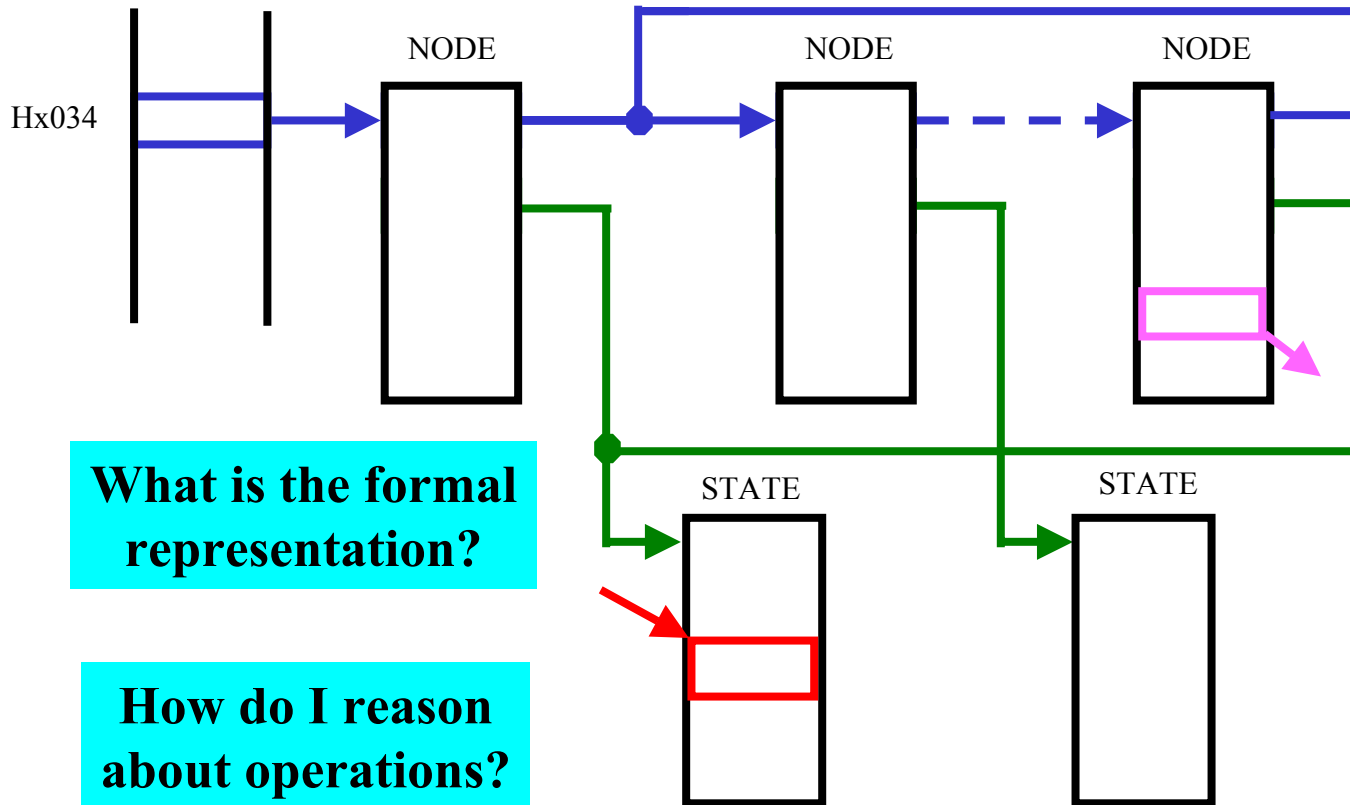 NODE
NODE
NODE
Hx034
What is the formal
representation?
STATE
STATE
How do I reason
about operations?